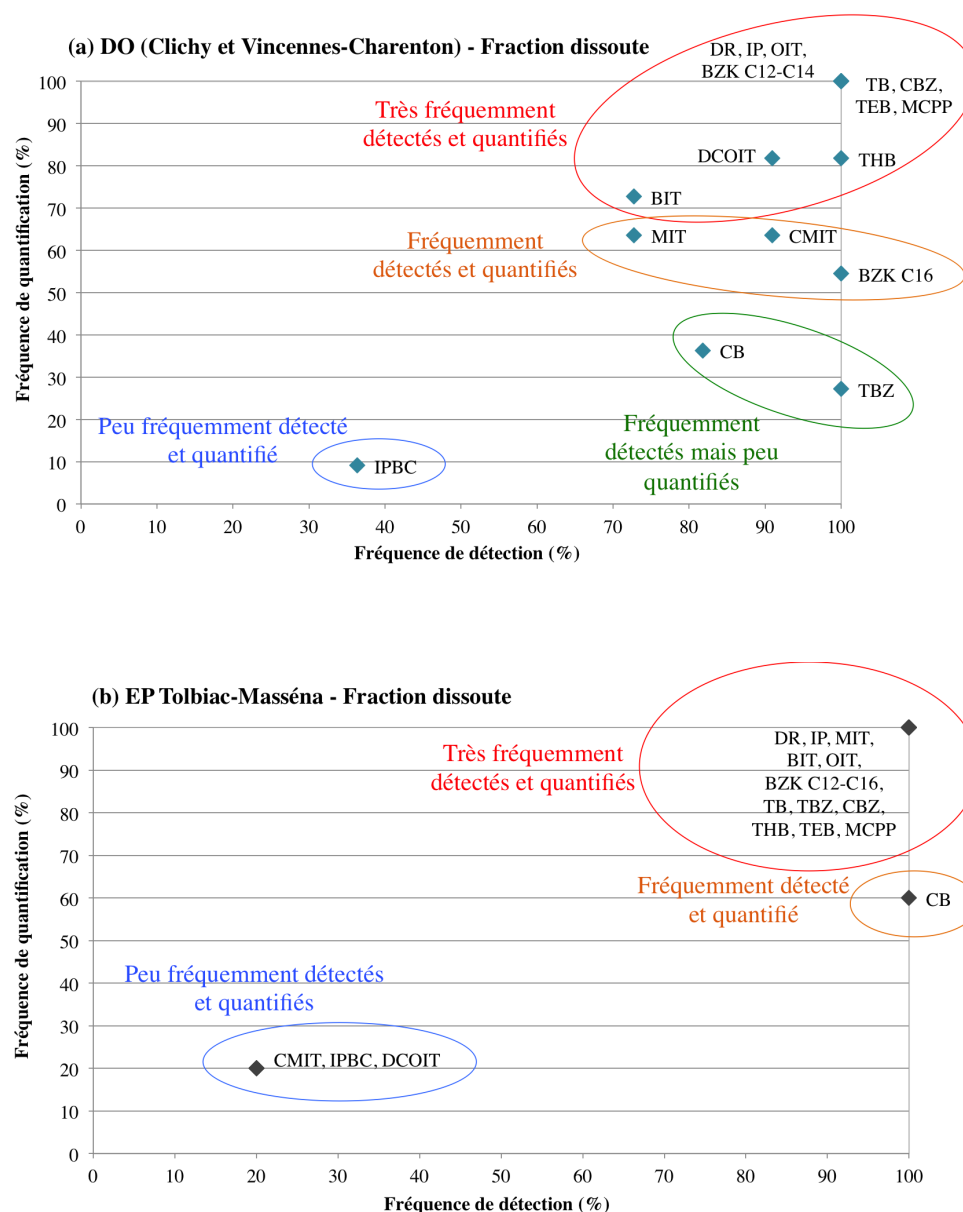 (a) DO (Clichy et Vincennes-Charenton) - Fraction dissoute
DR, IP, OIT,
BZK C12-C14
TB, CBZ,
TEB, MCPP
Très fréquemment
détectés et quantifiés
DCOIT
THB
BIT
Fréquemment
détectés et quantifiés
MIT
CMIT
BZK C16
CB
TBZ
Peu fréquemment détecté
et quantifié
IPBC
Fréquemment
détectés mais peu
quantifiés
Fréquence de quantification (%)
100
90
80
70
60
50
40
30
20
10
0
0 10 20 30 40 50 60 70 80 90 100
Fréquence de détection (%)
(b) EP Tolbiac-Masséna - Fraction dissoute
Très fréquemment
détectés et quantifiés
DR, IP, MIT,
BIT, OIT,
BZK C12-C16,
TB, TBZ, CBZ,
THB, TEB, MCPP
Fréquemment détecté
et quantifié
CB
Peu fréquemment détectés
et quantifiés
CMIT, IPBC, DCOIT
Fréquence de quantification (%)
100
90
80
70
60
50
40
30
20
10
0
0 10 20 30 40 50 60 70 80 90 100
Fréquence de détection (%)